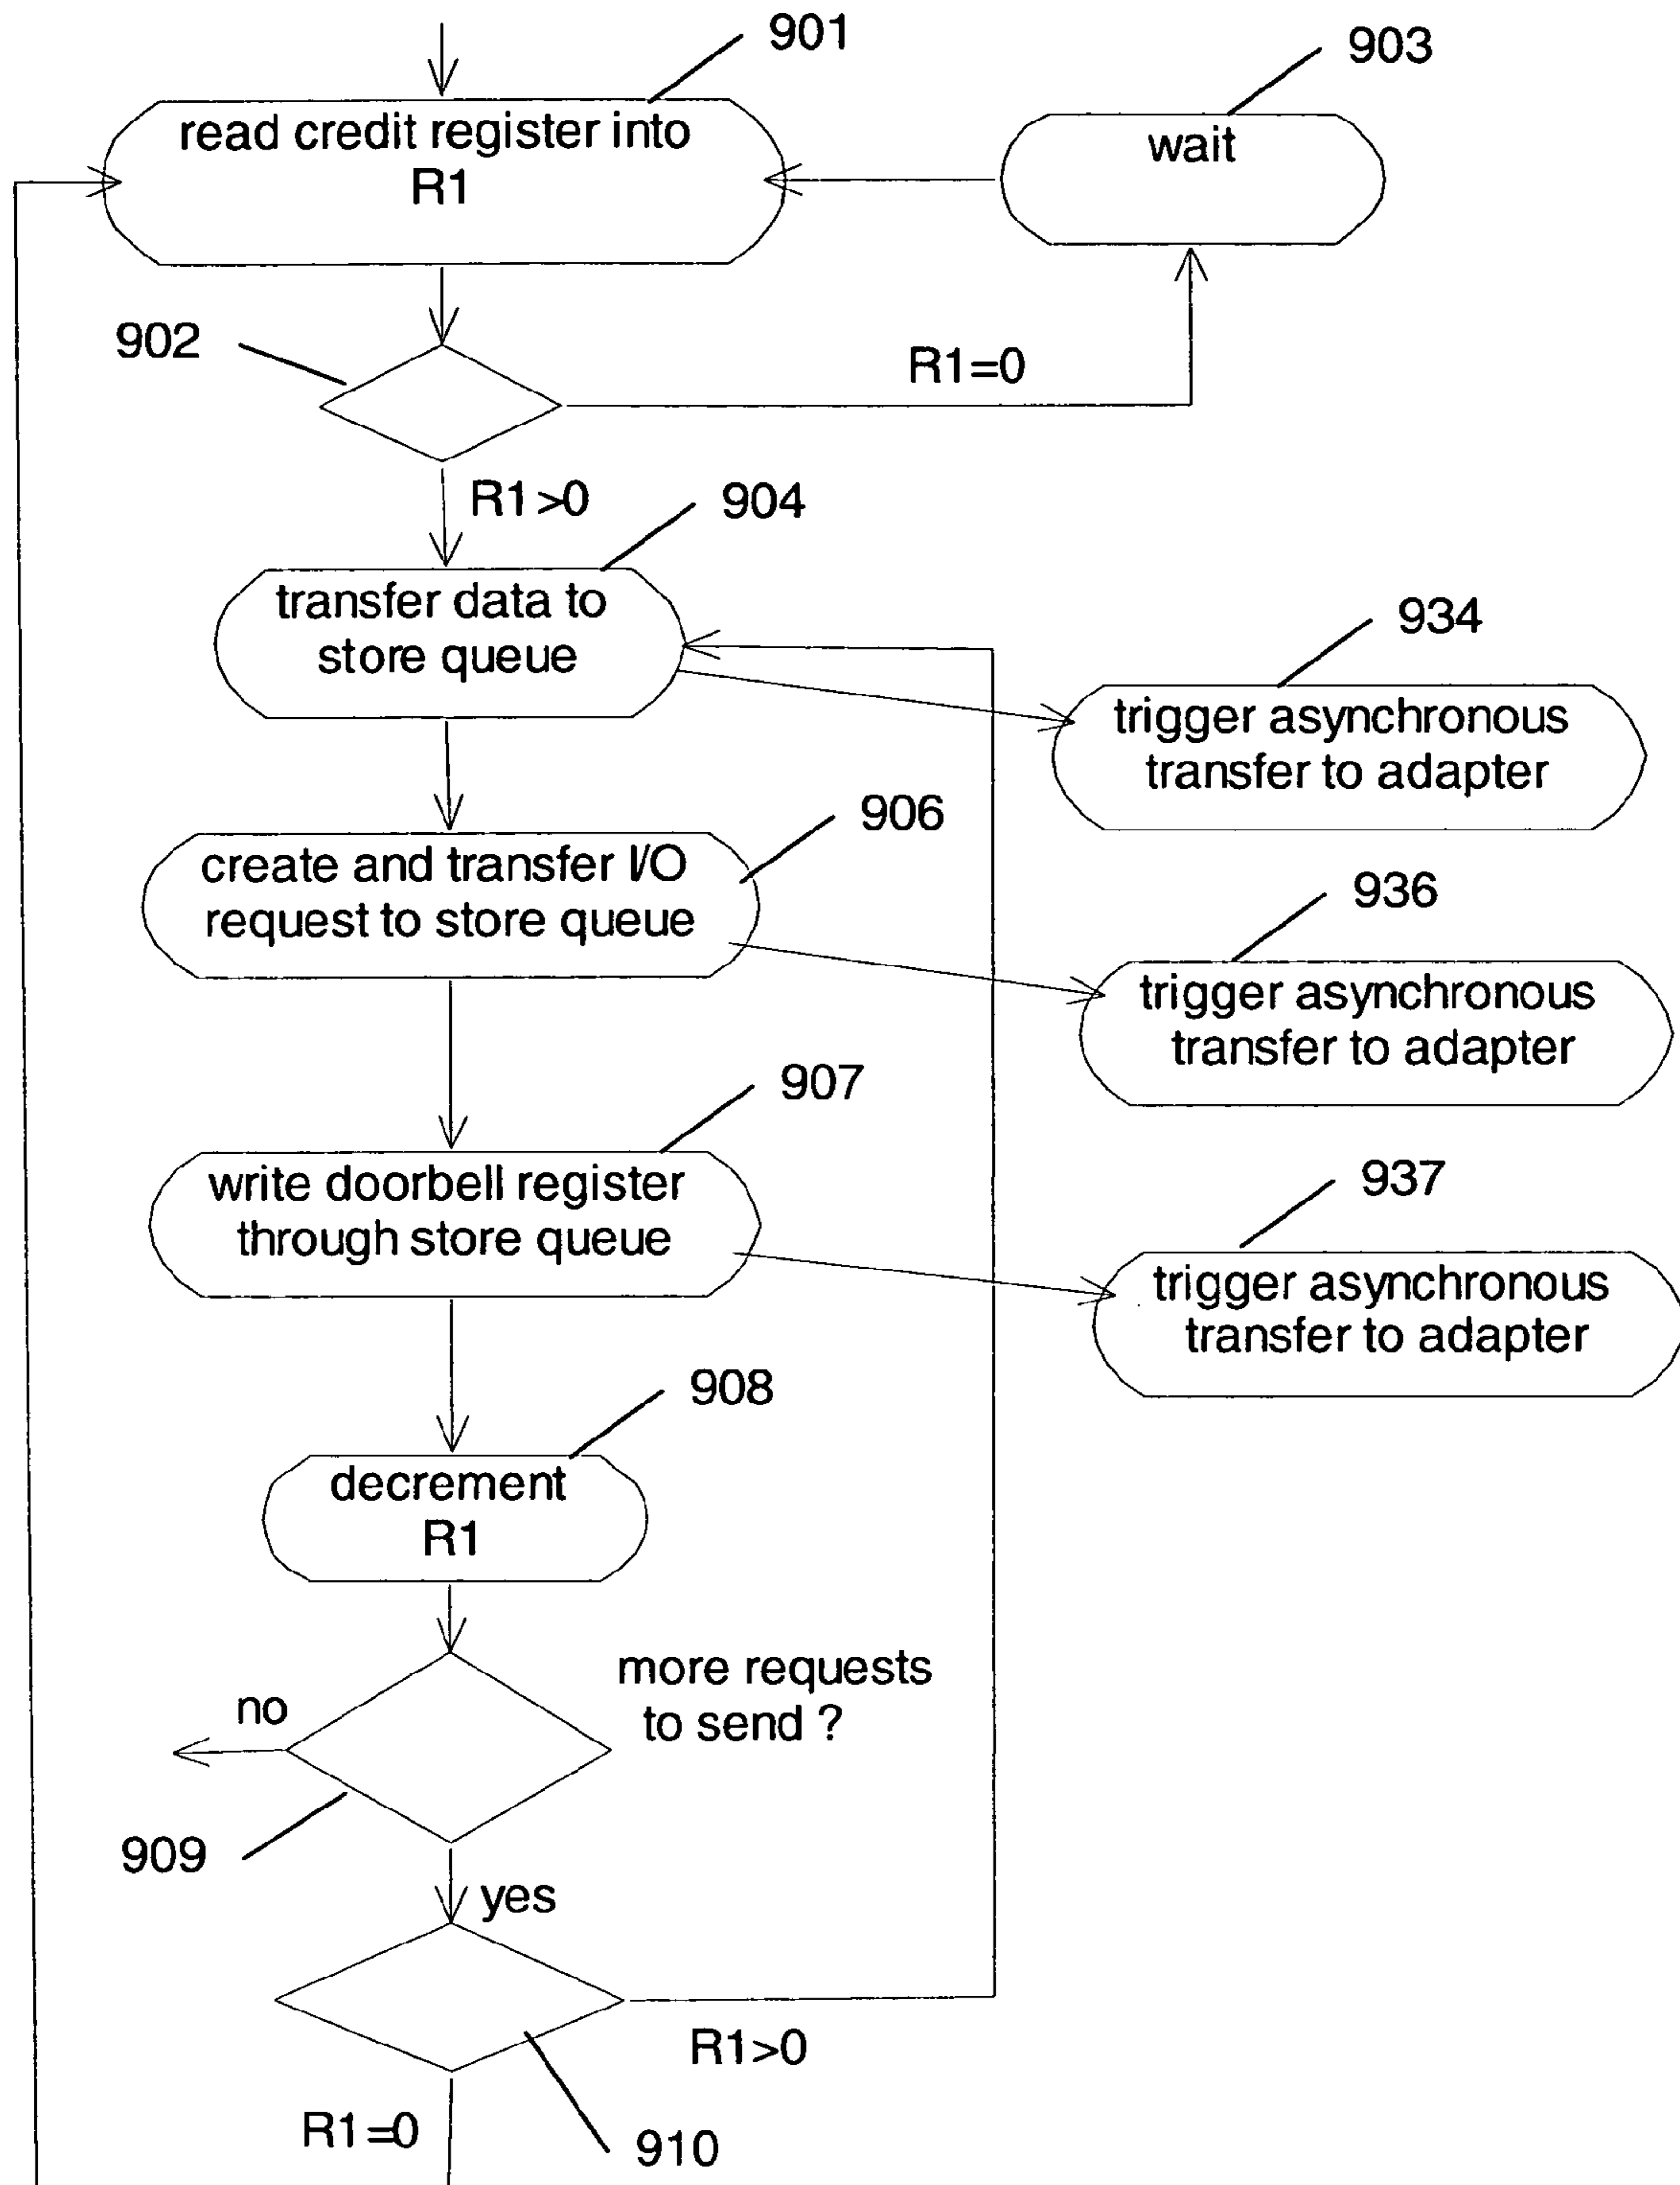 901
903
read credit register into
R1
wait
902
R1=0
R1>0
904
transfer data to
store queue
934
trigger asynchronous
transfer to adapter
906
create and transfer I/O
request to store queue
936
trigger asynchronous
transfer to adapter
907
write doorbell register
through store queue
937
trigger asynchronous
transfer to adapter
908
decrement
R1
more requests
to send ?
no
909
yes
R1>0
R1=0
910